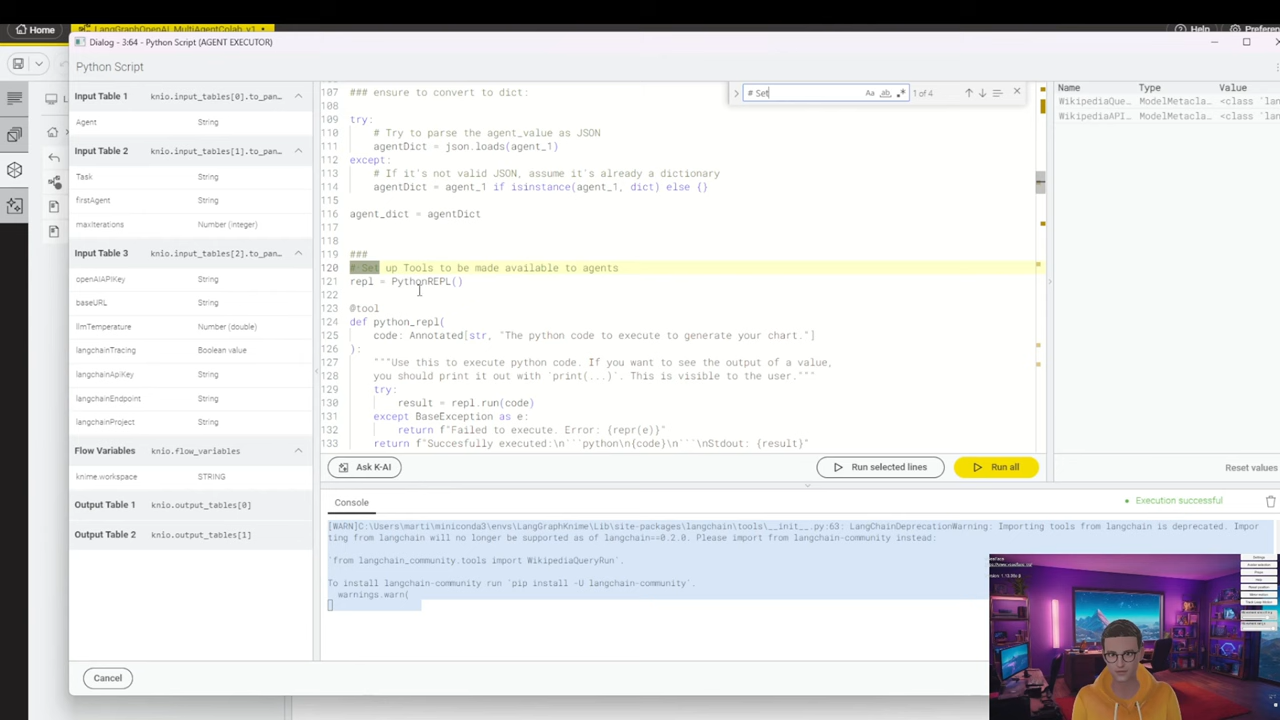 Home
LangGraphOpenAI_MultiAgentColab_v1
Help
Preferen
Dialog - 3:64 - Python Script (AGENT EXECUTOR)
Python Script
Input Table 1 knio.input_tables[0].to_pan…
Agent String
Input Table 2 knio.input_tables[1].to_pan…
Task String
firstAgent String
maxIterations Number (integer)
Input Table 3 knio.input_tables[2].to_pan…
openAIAPIKey String
baseURL String
llmTemperature Number (double)
langchainTracing Boolean value
langchainApiKey String
langchainEndpoint String
langchainProject String
Flow Variables knio.flow_variables
knime.workspace STRING
Output Table 1 knio.output_tables[0]
Output Table 2 knio.output_tables[1]
# Set
Aa ab 1 of 4
107 ### ensure to convert to dict:
108
109 try:
110 # Try to parse the agent_value as JSON
111 agentDict = json.loads(agent_1)
112 except:
113 # If it's not valid JSON, assume it's already a dictionary
114 agentDict = agent_1 if isinstance(agent_1, dict) else {}
115
116 agent_dict = agentDict
117
118
119 ###
120 # Set up Tools to be made available to agents
121 repl = PythonREPL()
122
123 @tool
124 def python_repl(
125 code: Annotated[str, "The python code to execute to generate your chart."]
126 ):
127 """Use this to execute python code. If you want to see the output of a value,
128 you should print it out with `print(...)`. This is visible to the user."""
129 try:
130 result = repl.run(code)
131 except BaseException as e:
132 return f"Failed to execute. Error: {repr(e)}"
133 return f"Succesfully executed:\n```python\n{code}\n```\nStdout: {result}"
Name Type Value
WikipediaQue… ModelMetacla… <class `lan
WikipediaAPI… ModelMetacla… <class `lan
Ask K-AI
Run selected lines
Run all
Reset values
Console
Execution successful
[WARN]C:\Users\marti\miniconda3\envs\LangGraphKnime\Lib\site-packages\langchain\tools\__init__.py:63: LangChainDeprecationWarning: Importing tools from langchain is deprecated. Impor
ting from langchain will no longer be supported as of langchain==0.2.0. Please import from langchain-community instead:
`from langchain_community.tools import WikipediaQueryRun`.
To install langchain-community run `pip install -U langchain-community`.
warnings.warn(
Cancel